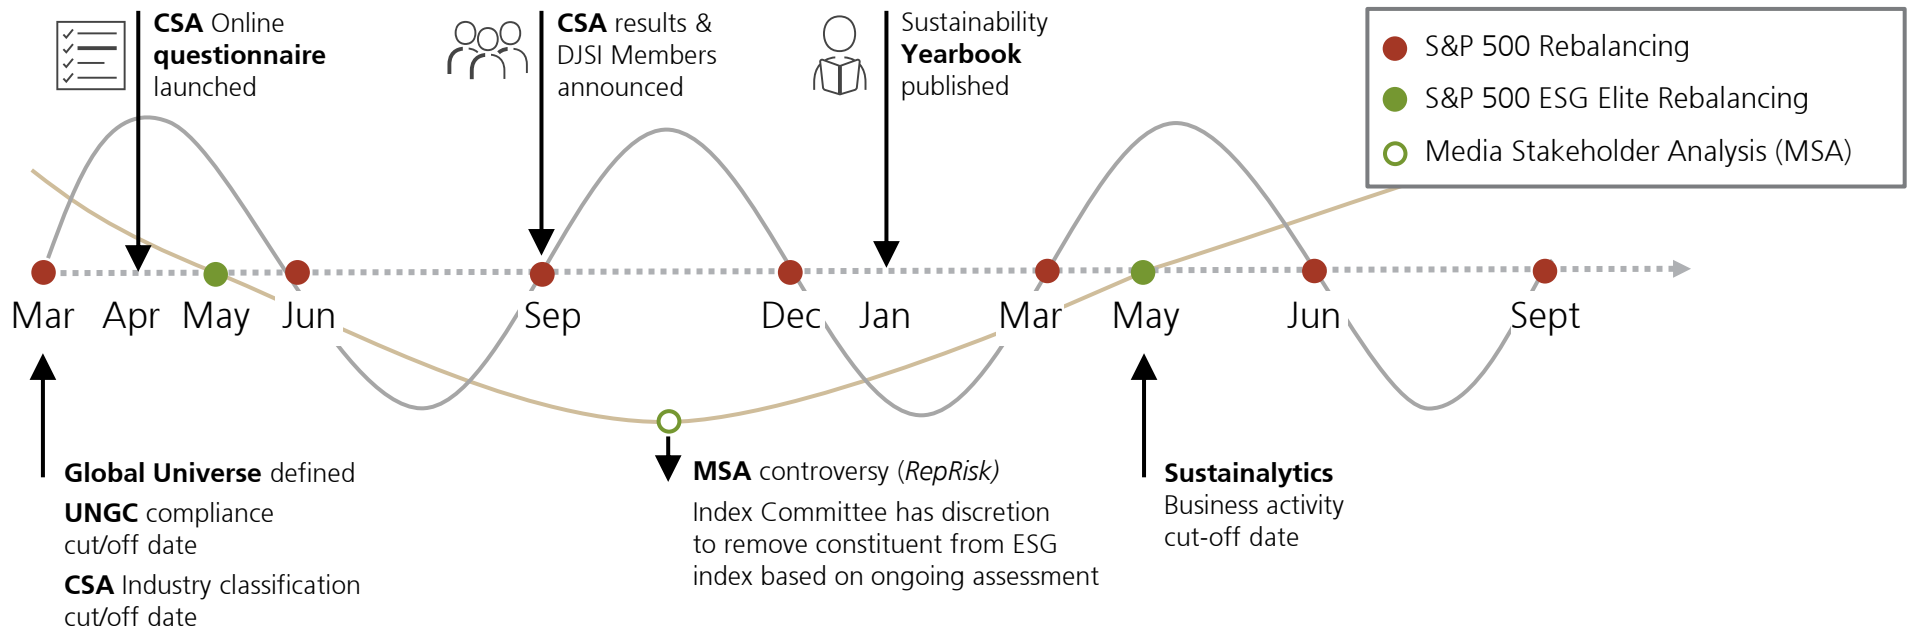 CSA Online
questionnaire
launched
CSA results &
DJSI Members
announced
Sustainability
Yearbook
published
S&P 500 Rebalancing
S&P 500 ESG Elite Rebalancing
Media Stakeholder Analysis (MSA)
Mar
Apr
May
Jun
Sep
Dec
Jan
Mar
May
Jun
Sept
Global Universe defined
UNGC compliance
cut/off date
CSA Industry classification
cut/off date
MSA controversy (RepRisk)
Index Committee has discretion
to remove constituent from ESG
index based on ongoing assessment
Sustainalytics
Business activity
cut-off date